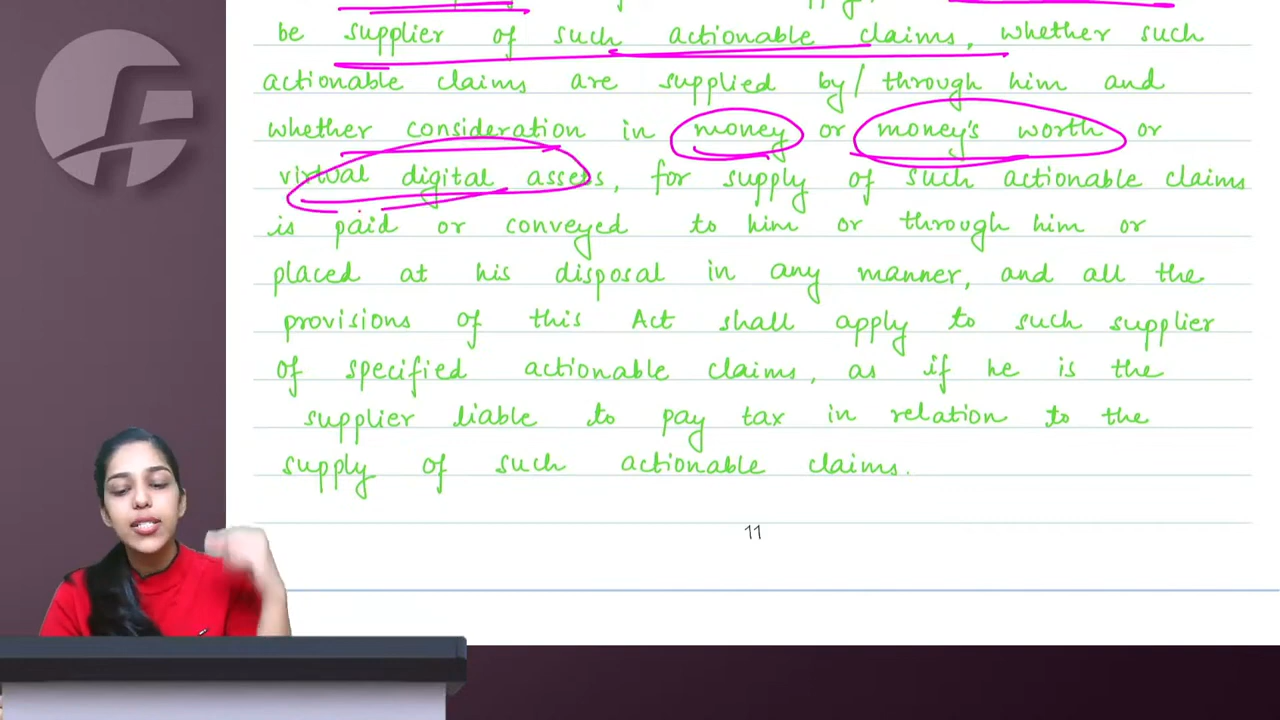 be supplier of such actionable claims, whether such
actionable claims are supplied by/ through him and
whether consideration in money or money's worth or
virtual digital assets, for supply of such actionable claims
is paid or conveyed to him or through him or
placed at his disposal in any manner, and all the
provisions of this Act shall apply to such supplier
of specified actionable claims, as if he is the
supplier liable to pay tax in relation to the
supply of such actionable claims.
11